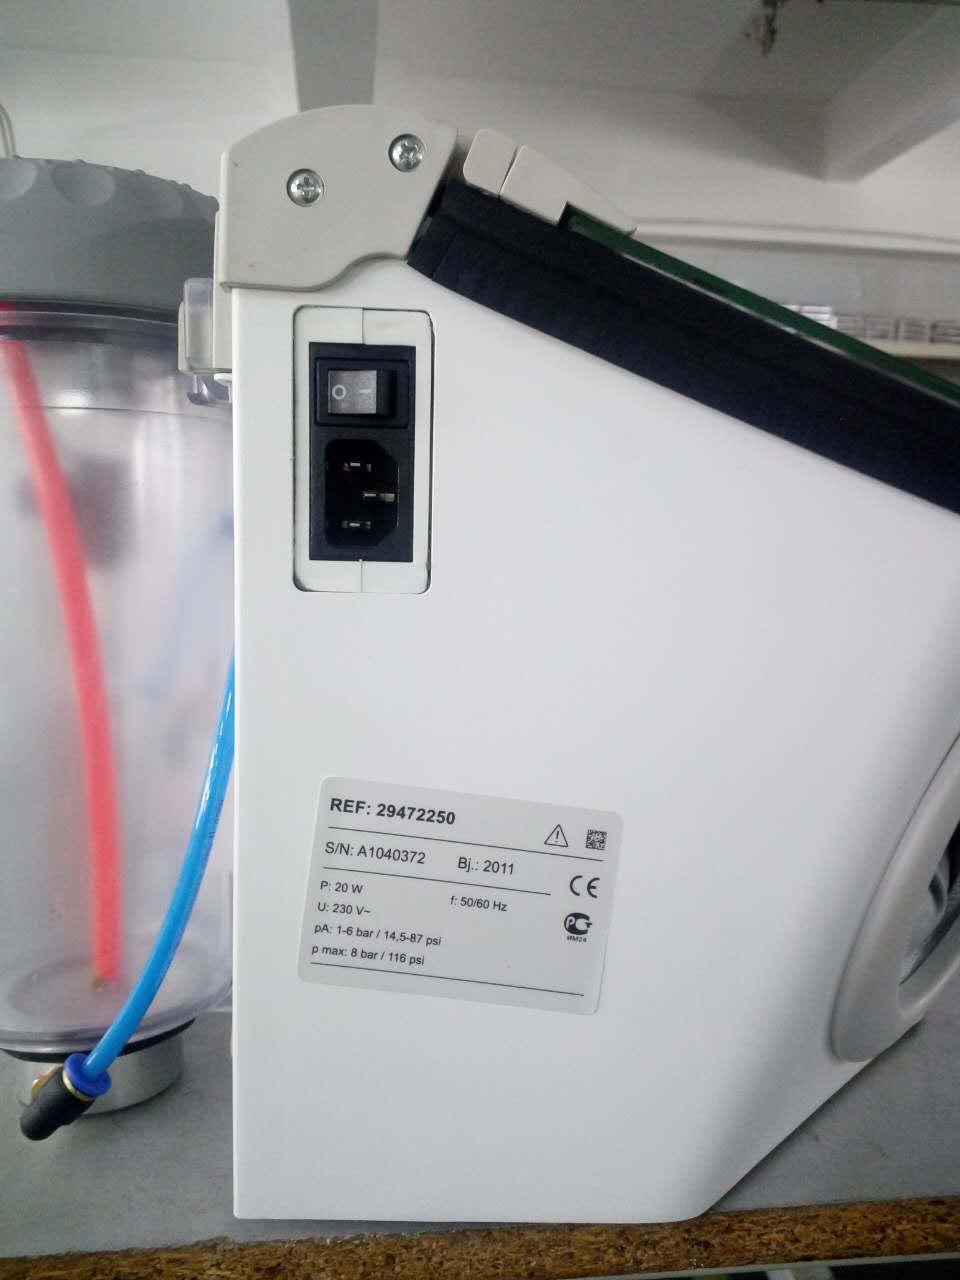 O –
REF: 29472250
S/N: A1040372 Bj.: 2011
CE
P: 20 W f: 50/60 Hz
U: 230 V~
pA: 1-6 bar / 14,5-87 psi
p max: 8 bar / 116 psi